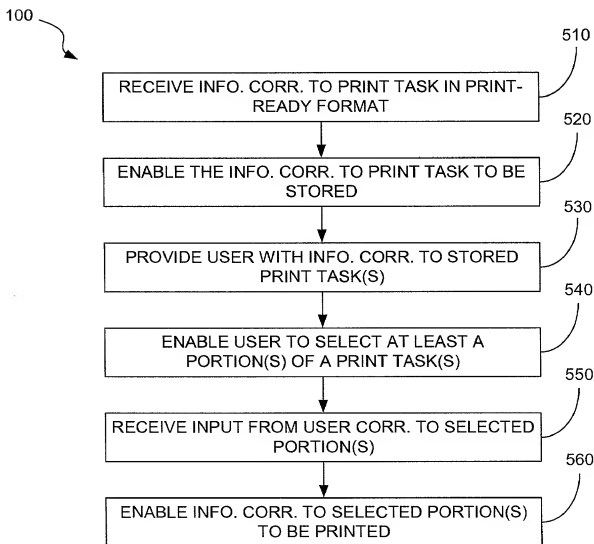 100
510
RECEIVE INFO. CORR. TO PRINT TASK IN PRINT-
READY FORMAT
520
ENABLE THE INFO. CORR. TO PRINT TASK TO BE
STORED
530
PROVIDE USER WITH INFO. CORR. TO STORED
PRINT TASK(S)
540
ENABLE USER TO SELECT AT LEAST A
PORTION(S) OF A PRINT TASK(S)
550
RECEIVE INPUT FROM USER CORR. TO SELECTED
PORTION(S)
560
ENABLE INFO. CORR. TO SELECTED PORTION(S)
TO BE PRINTED